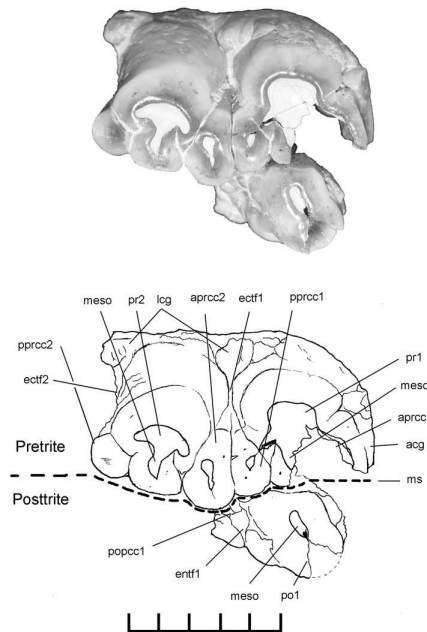 meso pr2 lcg aprcc2 ectf1 pprcc1
pprcc2
pr1
meso
ectf2
aprcc
acg
Pretrite
ms
Posttrite
popcc1
entf1
meso po1